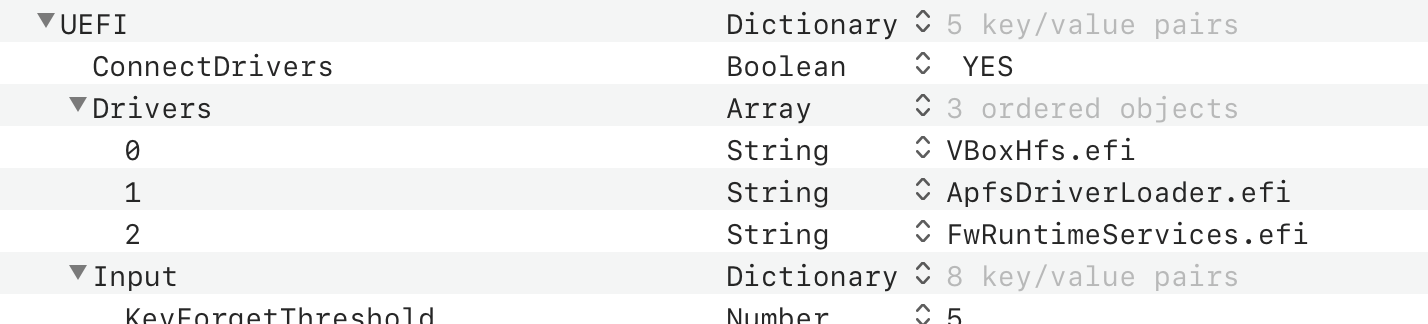 UEFI Dictionary 5 key/value pairs
ConnectDrivers Boolean YES
Drivers Array 3 ordered objects
0 String VBoxHfs.efi
1 String ApfsDriverLoader.efi
2 String FwRuntimeServices.efi
Input Dictionary 8 key/value pairs
KeyForgetThreshold Number 5